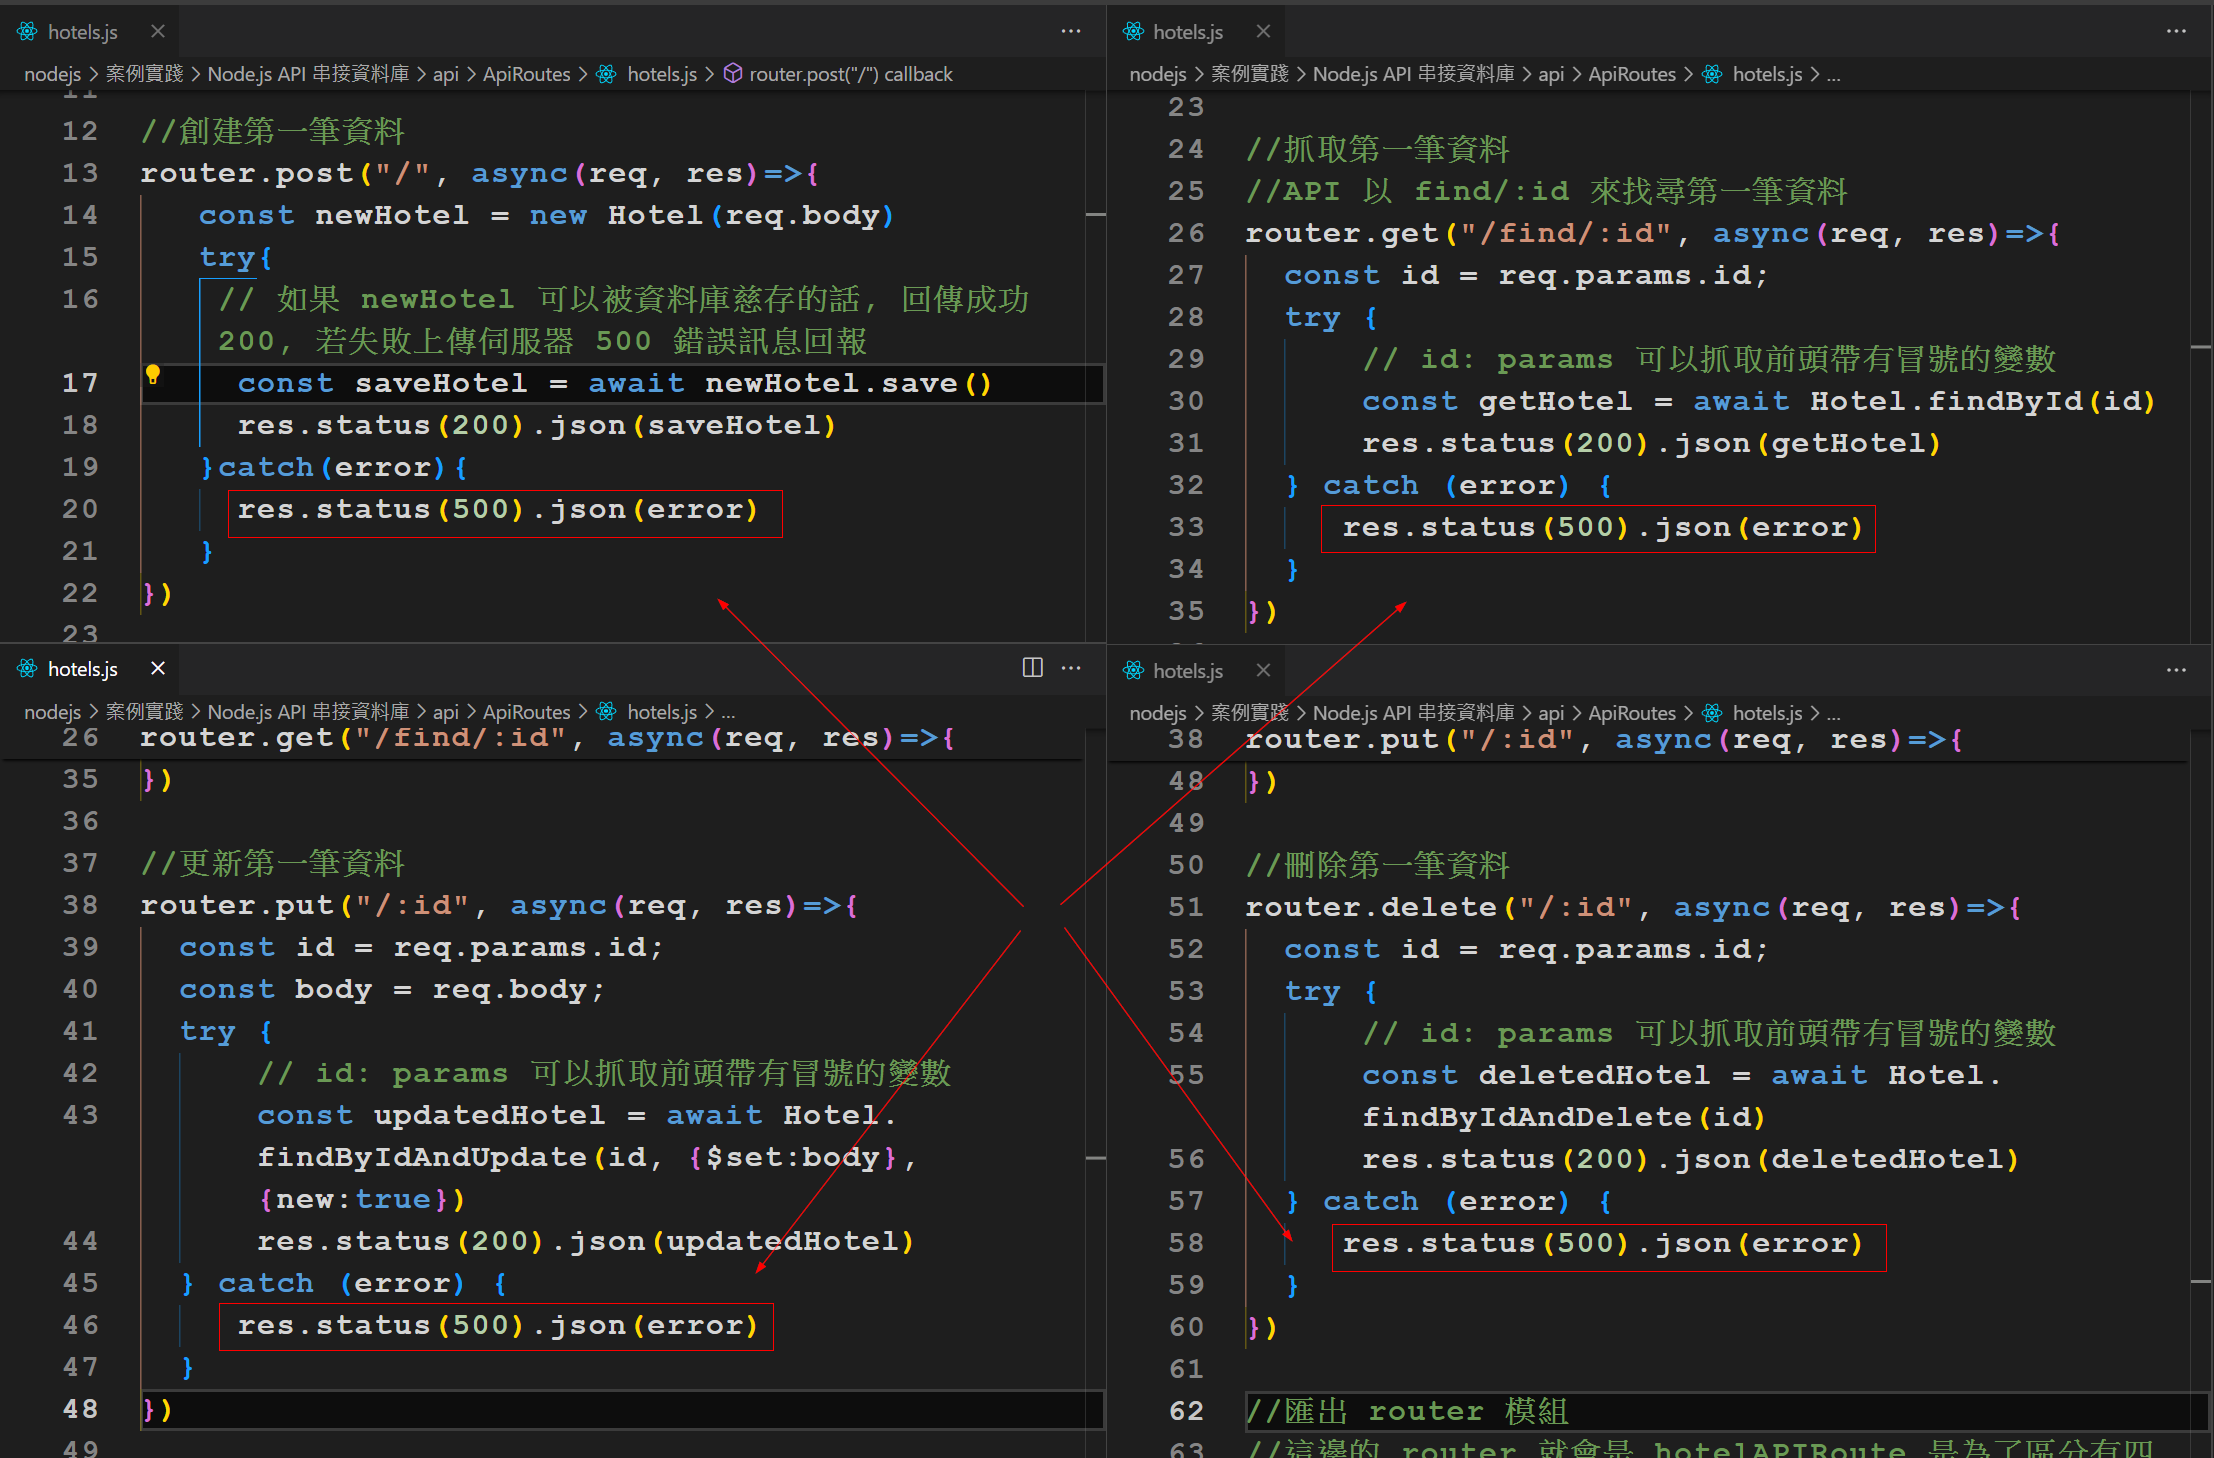 hotels.js
nodejs > 案例實踐 > Node.js API 串接資料庫 > api > ApiRoutes > hotels.js > router.post("/") callback
11
12 //創建第一筆資料
13 router.post("/", async(req, res)=>{
14 const newHotel = new Hotel(req.body)
15 try{
16 // 如果 newHotel 可以被資料庫慈存的話, 回傳成功
200, 若失敗上傳伺服器 500 錯誤訊息回報
17 const saveHotel = await newHotel.save()
18 res.status(200).json(saveHotel)
19 }catch(error){
20 res.status(500).json(error)
21 }
22 })
23
hotels.js
nodejs > 案例實踐 > Node.js API 串接資料庫 > api > ApiRoutes > hotels.js > ...
23
24 //抓取第一筆資料
25 //API 以 find/:id 來找尋第一筆資料
26 router.get("/find/:id", async(req, res)=>{
27 const id = req.params.id;
28 try {
29 // id: params 可以抓取前頭帶有冒號的變數
30 const getHotel = await Hotel.findById(id)
31 res.status(200).json(getHotel)
32 } catch (error) {
33 res.status(500).json(error)
34 }
35 })
hotels.js
nodejs > 案例實踐 > Node.js API 串接資料庫 > api > ApiRoutes > hotels.js > ...
26 router.get("/find/:id", async(req, res)=>{
35 })
36
37 //更新第一筆資料
38 router.put("/:id", async(req, res)=>{
39 const id = req.params.id;
40 const body = req.body;
41 try {
42 // id: params 可以抓取前頭帶有冒號的變數
43 const updatedHotel = await Hotel.
findByIdAndUpdate(id, {$set:body},
{new:true})
44 res.status(200).json(updatedHotel)
45 } catch (error) {
46 res.status(500).json(error)
47 }
48 })
49
hotels.js
nodejs > 案例實踐 > Node.js API 串接資料庫 > api > ApiRoutes > hotels.js > ...
38 router.put("/:id", async(req, res)=>{
48 })
49
50 //刪除第一筆資料
51 router.delete("/:id", async(req, res)=>{
52 const id = req.params.id;
53 try {
54 // id: params 可以抓取前頭帶有冒號的變數
55 const deletedHotel = await Hotel.
findByIdAndDelete(id)
56 res.status(200).json(deletedHotel)
57 } catch (error) {
58 res.status(500).json(error)
59 }
60 })
61
62 //匯出 router 模組
63 //這邊的 router 就會是 hotelAPIRoute 是為了區分有四